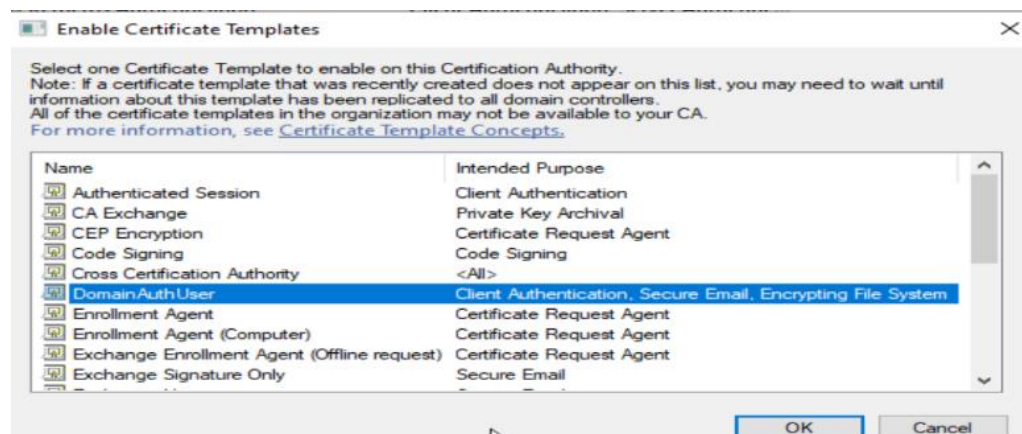 Enable Certificate Templates
Select one Certificate Template to enable on this Certification Authority.
Note: If a certificate template that was recently created does not appear on this list, you may need to wait until
information about this template has been replicated to all domain controllers.
All of the certificate templates in the organization may not be available to your CA.
For more information, see Certificate Template Concepts.
Name Intended Purpose
Authenticated Session Client Authentication
CA Exchange Private Key Archival
CEP Encryption Certificate Request Agent
Code Signing Code Signing
Cross Certification Authority <All>
DomainAuthUser Client Authentication, Secure Email, Encrypting File System
Enrollment Agent Certificate Request Agent
Enrollment Agent (Computer) Certificate Request Agent
Exchange Enrollment Agent (Offline request) Certificate Request Agent
Exchange Signature Only Secure Email
OK Cancel